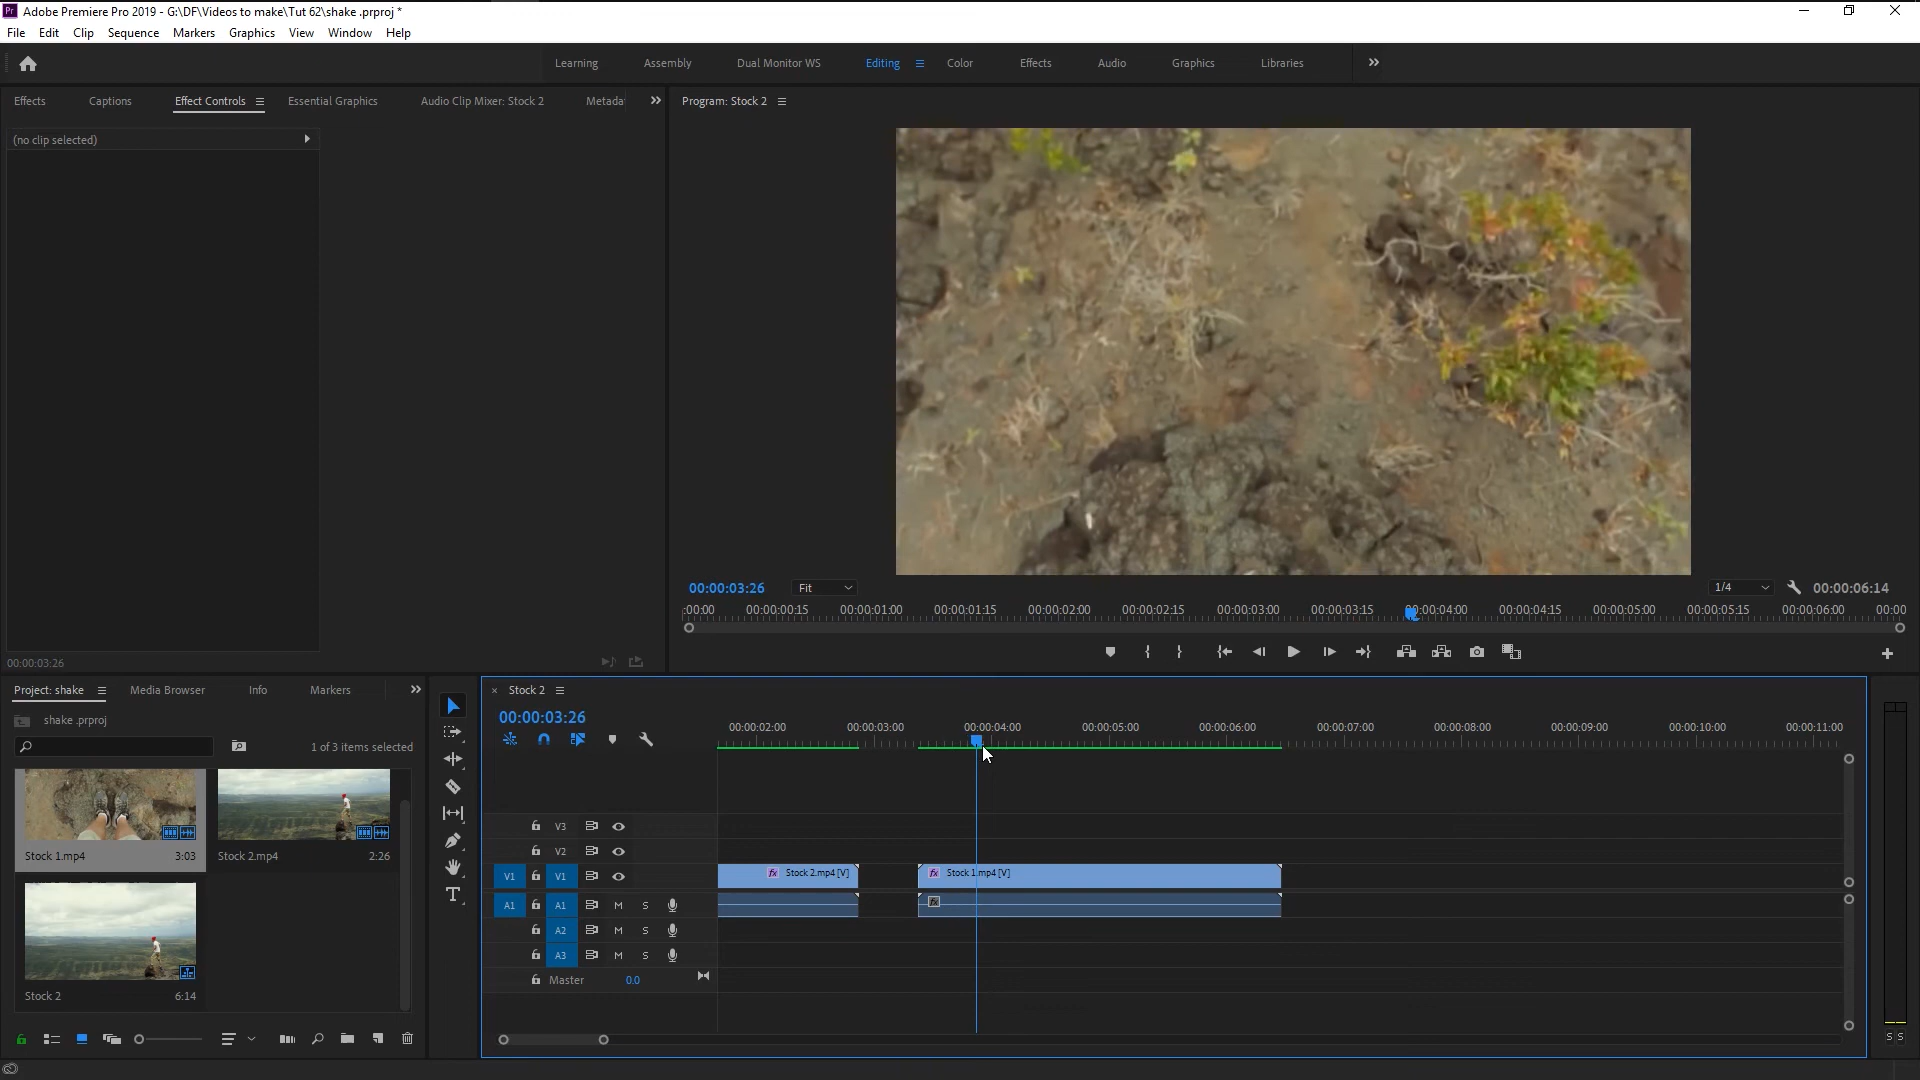 Pr Adobe Premiere Pro 2019 - G:\DF\Videos to make\Tut 62\shake .prproj *
File Edit Clip Sequence Markers Graphics View Window Help
Learning Assembly Dual Monitor WS Editing Color Effects Audio Graphics Libraries
Effects Captions Effect Controls Essential Graphics Audio Clip Mixer: Stock 2 Metada
(no clip selected)
00:00:03:26
Program: Stock 2
00:00:03:26 Fit 1/4 00:00:06:14
:00:00 00:00:00:15 00:00:01:00 00:00:01:15 00:00:02:00 00:00:02:15 00:00:03:00 00:00:03:15 00:00:04:00 00:00:04:15 00:00:05:00 00:00:05:15 00:00:06:00 00:00
Project: shake Media Browser Info Markers
shake .prproj
1 of 3 items selected
Stock 1.mp4 3:03
Stock 2.mp4 2:26
Stock 2 6:14
× Stock 2
00:00:03:26
00:00:02:00 00:00:03:00 00:00:04:00 00:00:05:00 00:00:06:00 00:00:07:00 00:00:08:00 00:00:09:00 00:00:10:00 00:00:11:00
V3
V2
V1 V1 fx Stock 2.mp4 [V] fx Stock 1.mp4 [V]
A1 A1 M S fx
A2 M S
A3 M S
Master 0.0
S S